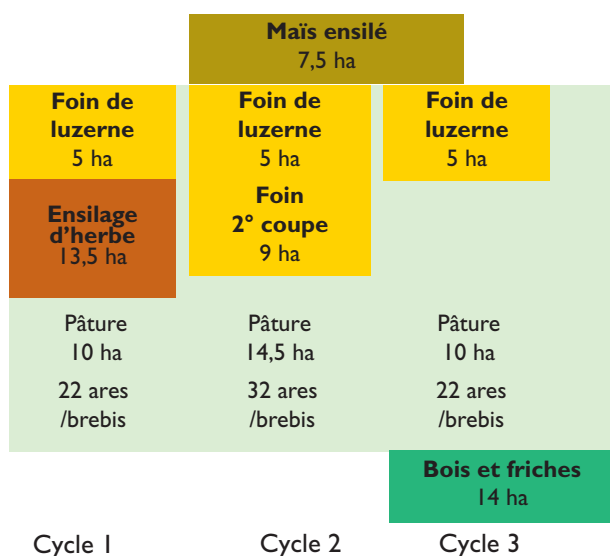 Maïs ensilé
7,5 ha
Foin de
luzerne
5 ha
Ensilage
d'herbe
13,5 ha
Pâture
10 ha
22 ares
/brebis
Cycle 1
Foin de
luzerne
5 ha
Foin
2° coupe
9 ha
Pâture
14,5 ha
32 ares
/brebis
Cycle 2
Foin de
luzerne
5 ha
Pâture
10 ha
22 ares
/brebis
Bois et friches
14 ha
Cycle 3